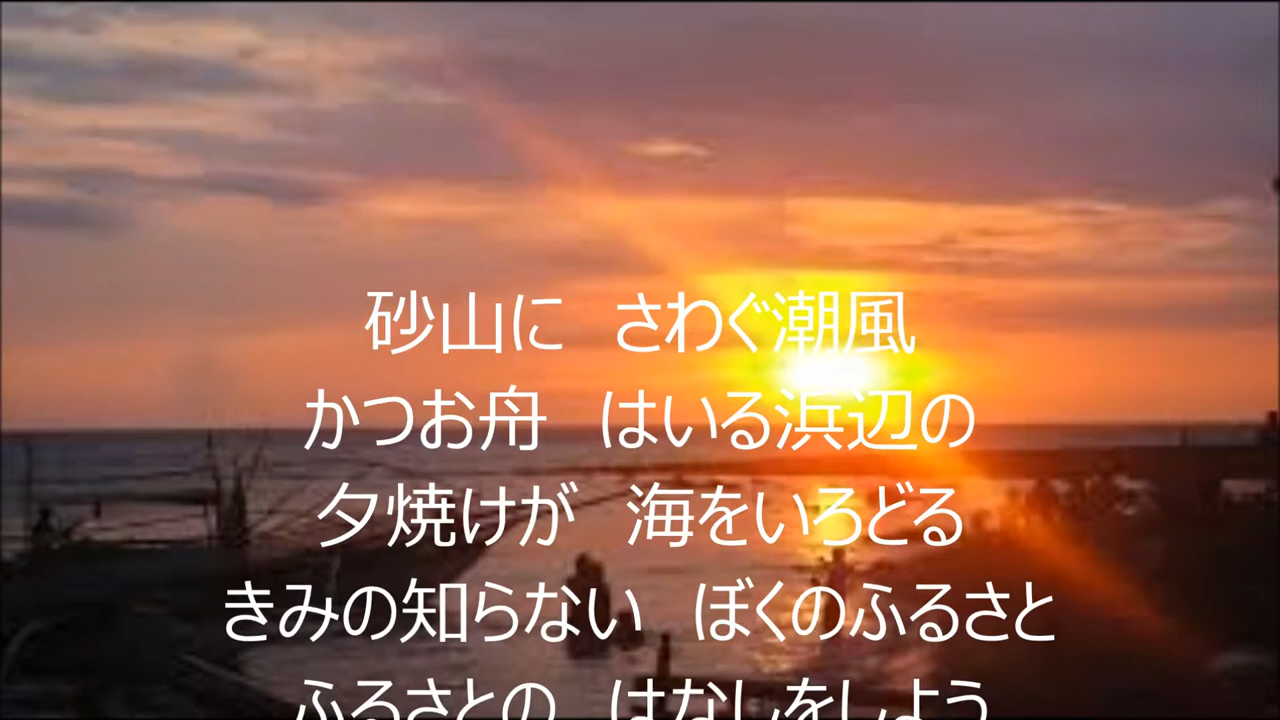 砂山に　さわぐ潮風
かつお舟　はいる浜辺の
夕焼けが　海をいろどる
きみの知らない　ぼくのふるさと
ふるさとの　はなしをしよう